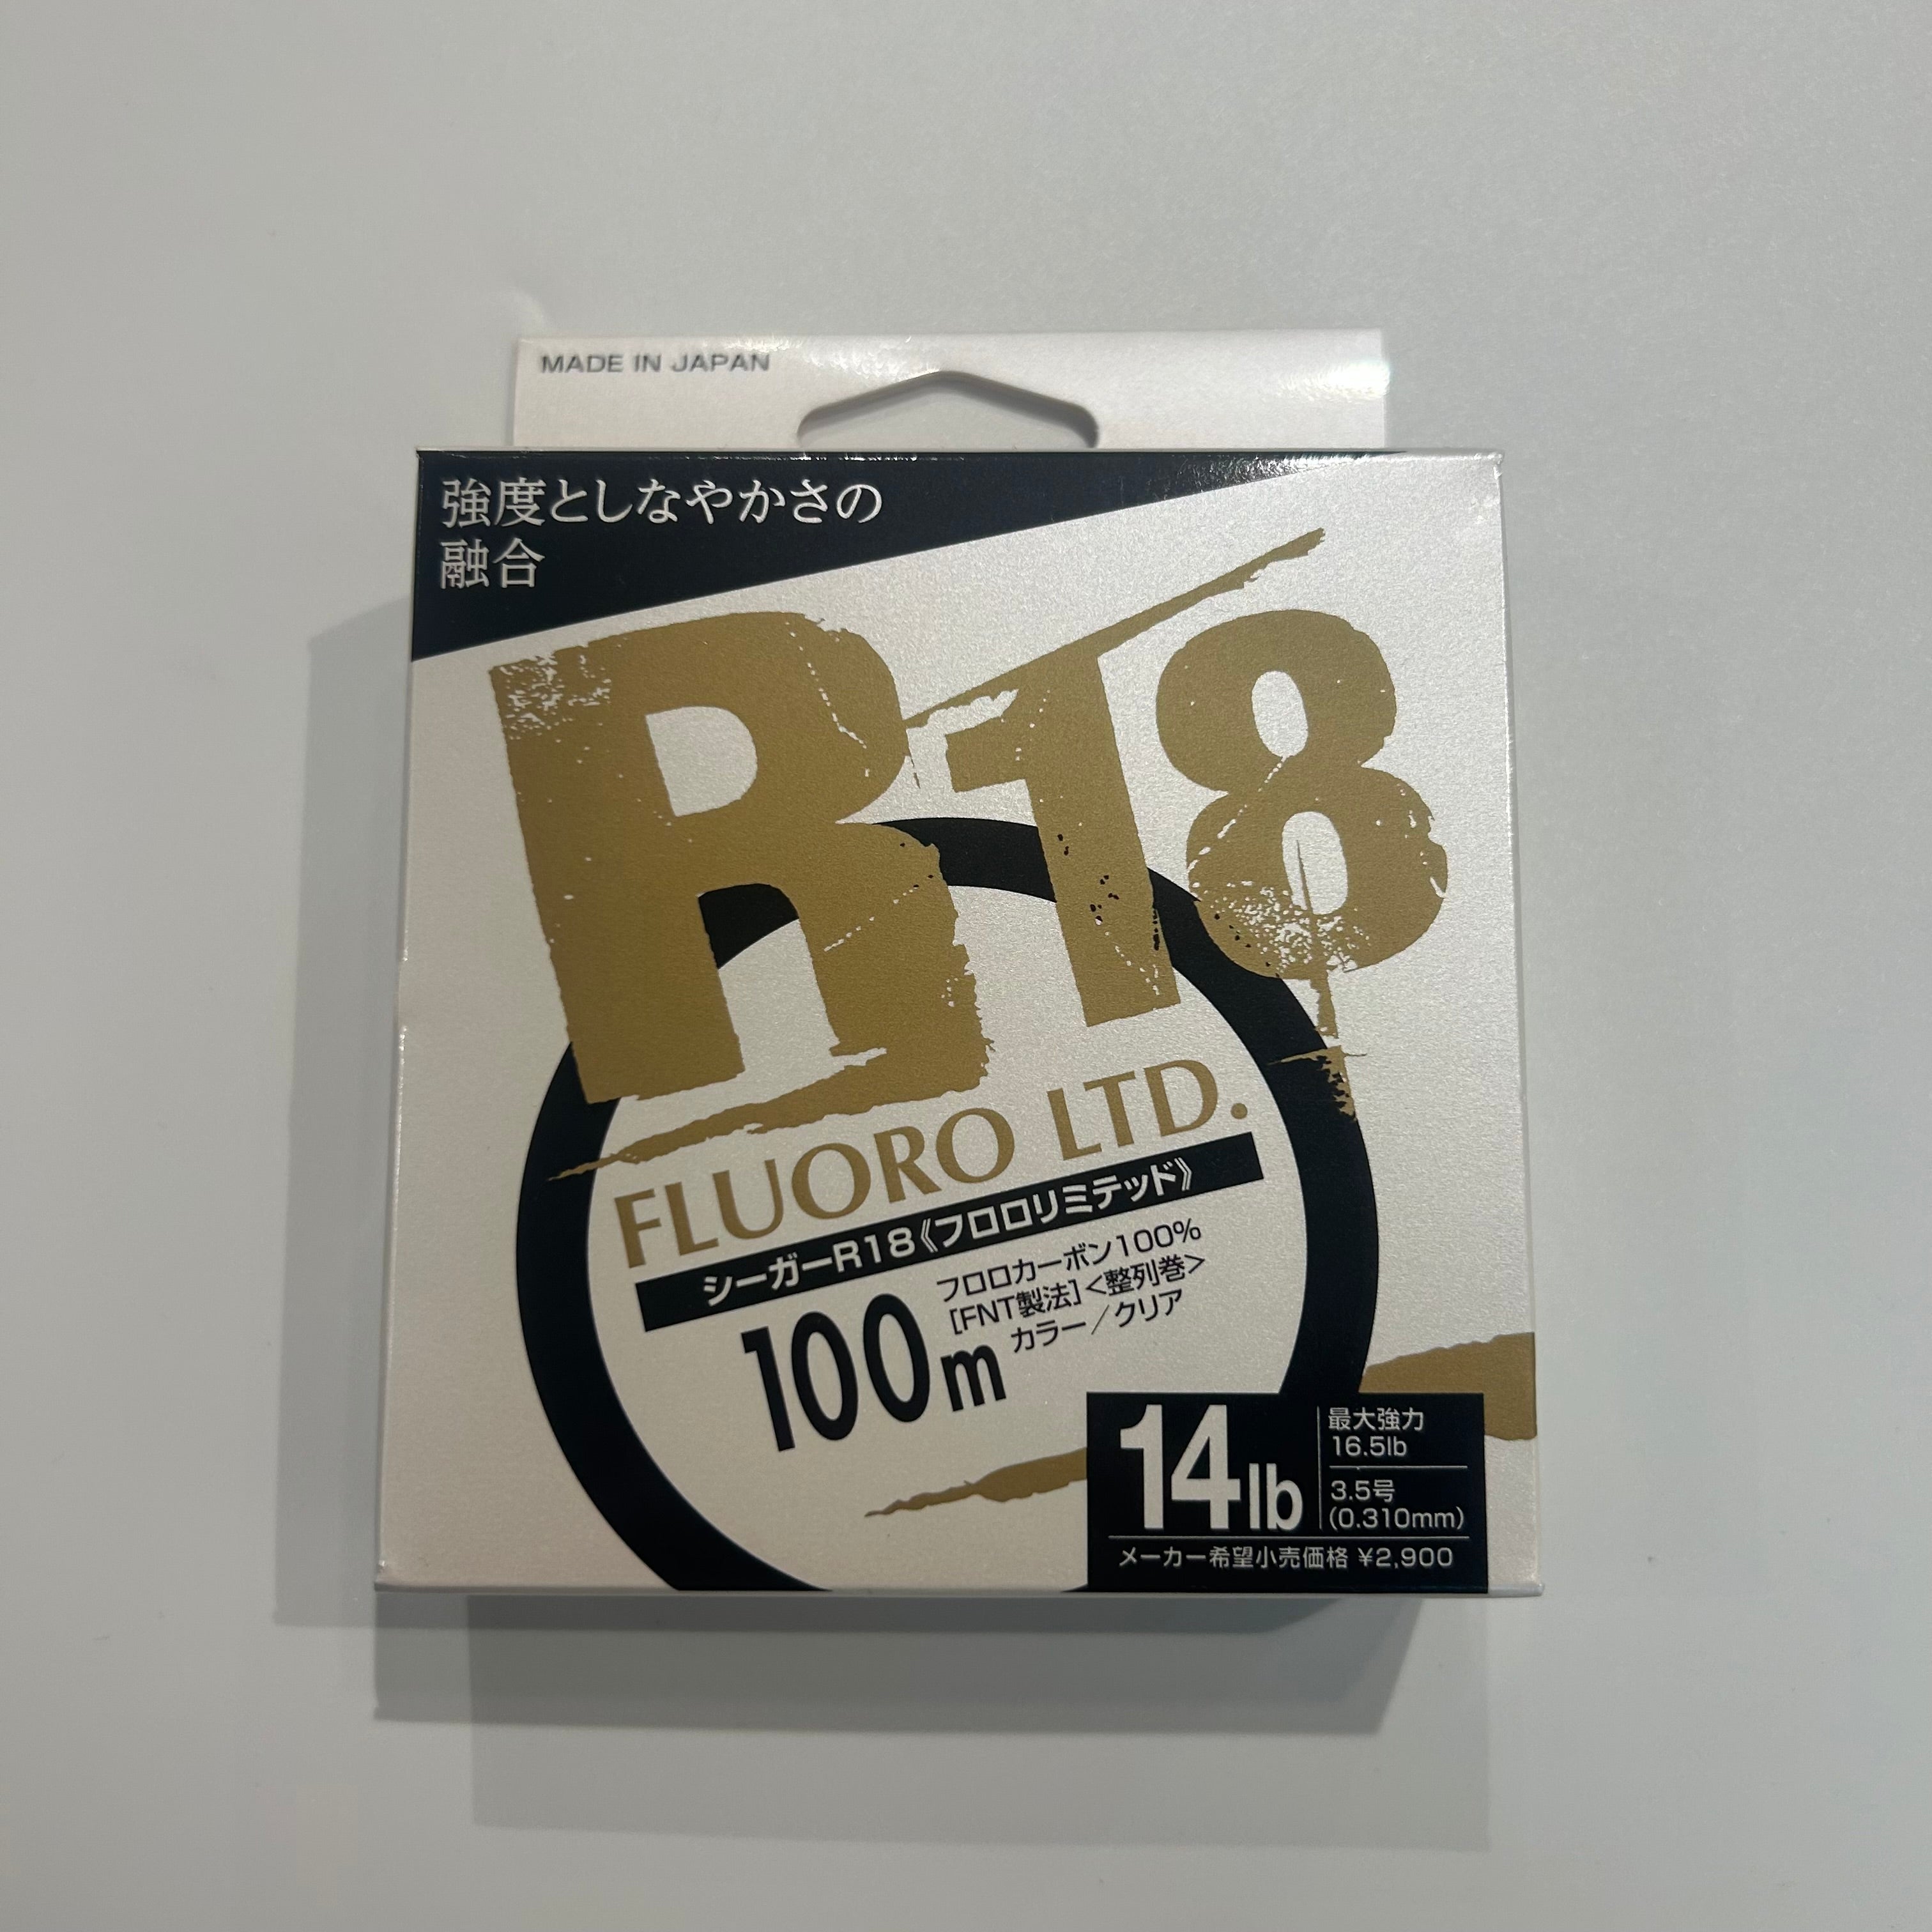 MADE IN JAPAN
強度としなやかさの
融合
R18
FLUORO LTD.
シーガーR18《フロロリミテッド》
100m
フロロカーボン100%
[FNT製法]<整列巻>
カラー/クリア
14lb
最大強力
16.5lb
3.5号
(0.310mm)
メーカー希望小売価格 ¥2,900